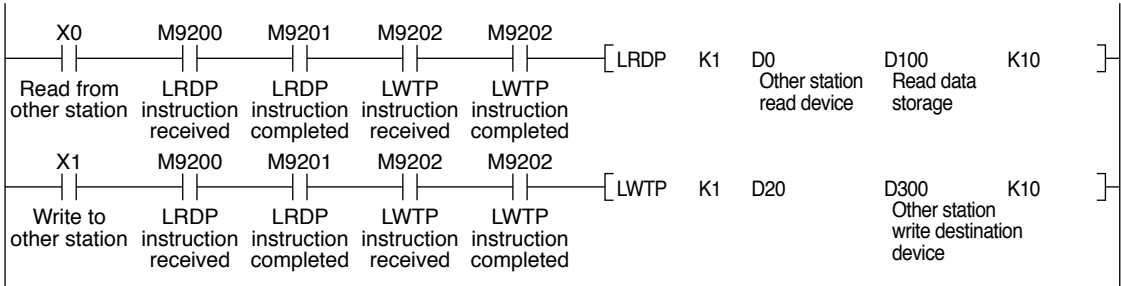 X0 M9200 M9201 M9202 M9202
LRDP K1 D0 D100 K10
Read from other station
LRDP instruction received
LRDP instruction completed
LWTP instruction received
LWTP instruction completed
Other station read device
Read data storage
X1 M9200 M9201 M9202 M9202
LWTP K1 D20 D300 K10
Write to other station
LRDP instruction received
LRDP instruction completed
LWTP instruction received
LWTP instruction completed
Other station write destination device